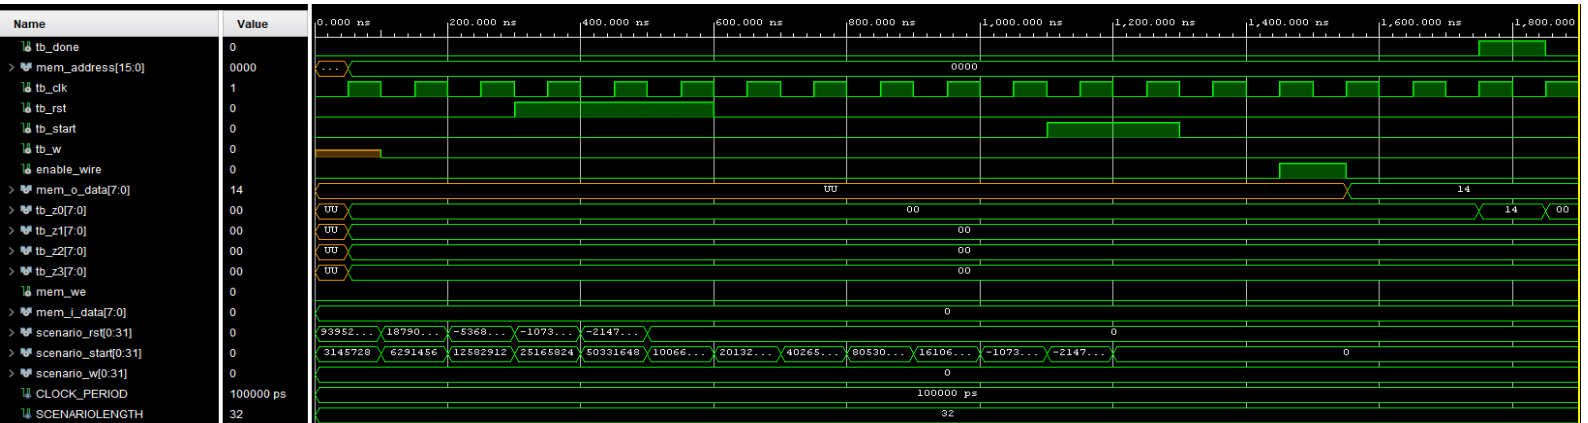 Name Value 0.000 ns 200.000 ns 400.000 ns 600.000 ns 800.000 ns 1,000.000 ns 1,200.000 ns 1,400.000 ns 1,600.000 ns 1,800.000
tb_done 0
mem_address[15:0] 0000 ... 0000
tb_clk 1
tb_rst 0
tb_start 0
tb_w 0
enable_wire 0
mem_o_data[7:0] 14 UU 14
tb_z0[7:0] 00 UU 00 14 00
tb_z1[7:0] 00 UU 00
tb_z2[7:0] 00 UU 00
tb_z3[7:0] 00 UU 00
mem_we 0
mem_i_data[7:0] 0 0
scenario_rst[0:31] 0 93952... 18790... -5368... -1073... -2147... 0
scenario_start[0:31] 0 3145728 6291456 12582912 25165824 50331648 10066... 20132... 40265... 80530... 16106... -1073... -2147... 0
scenario_w[0:31] 0 0
CLOCK_PERIOD 100000 ps 100000 ps
SCENARIOLENGTH 32 32